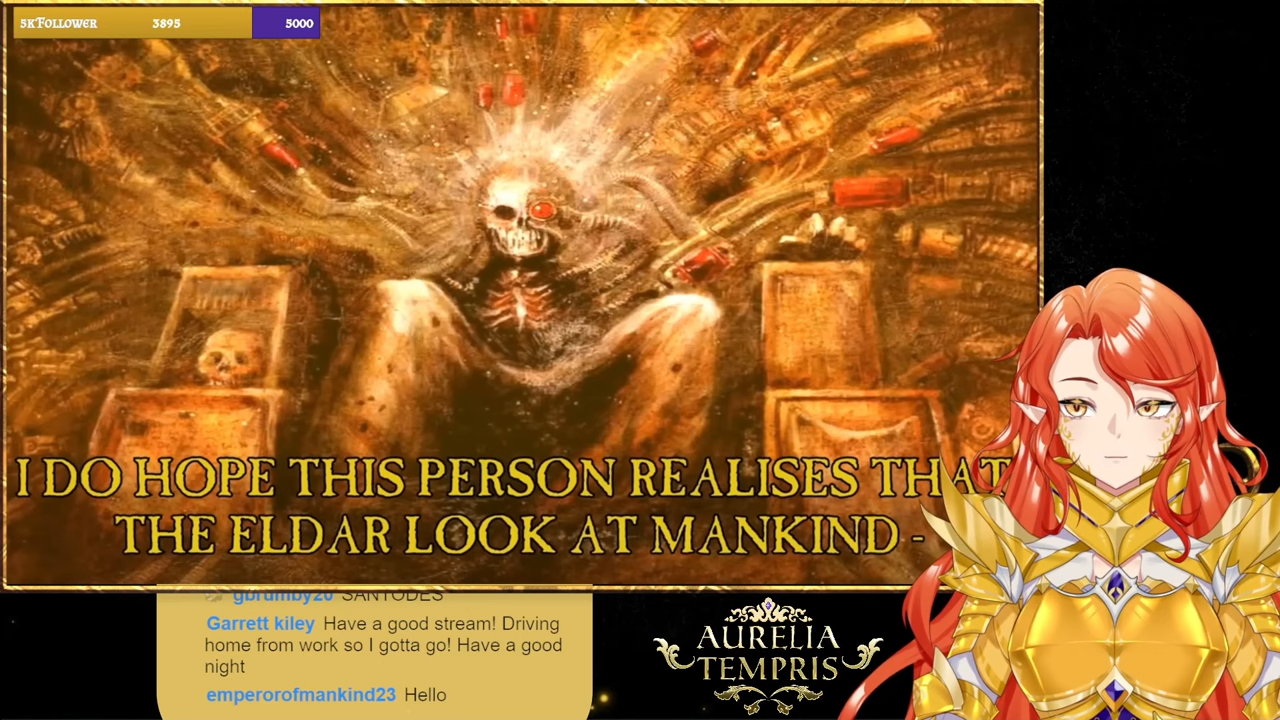 5K Follower 3895 5000
I DO HOPE THIS PERSON REALISES THAT
THE ELDAR LOOK AT MANKIND -
gbrumby20 SANTODES
Garrett kiley Have a good stream! Driving
home from work so I gotta go! Have a good
night
emperorofmankind23 Hello
AURELIA
TEMPRIS